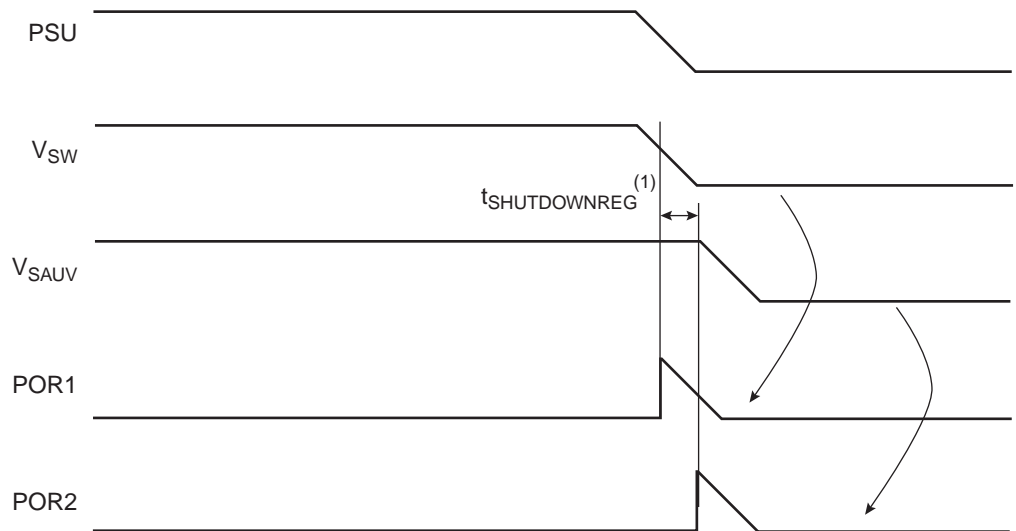 PSU
VSW
tSHUTDOWNREG(1)
VSAUV
POR1
POR2